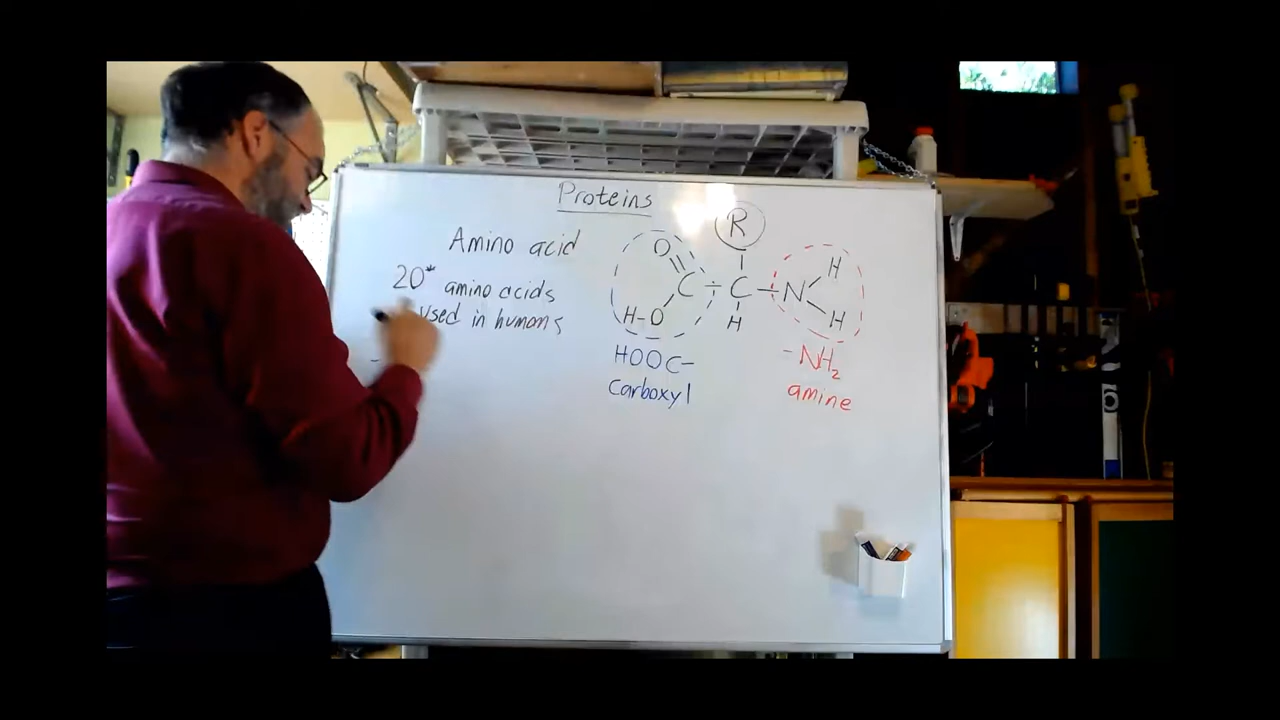 Proteins
Amino acid
20* amino acids
used in humans
R
O
C - C - N
H
H-O
H
H
HOOC-
Carboxyl
-NH2
amine